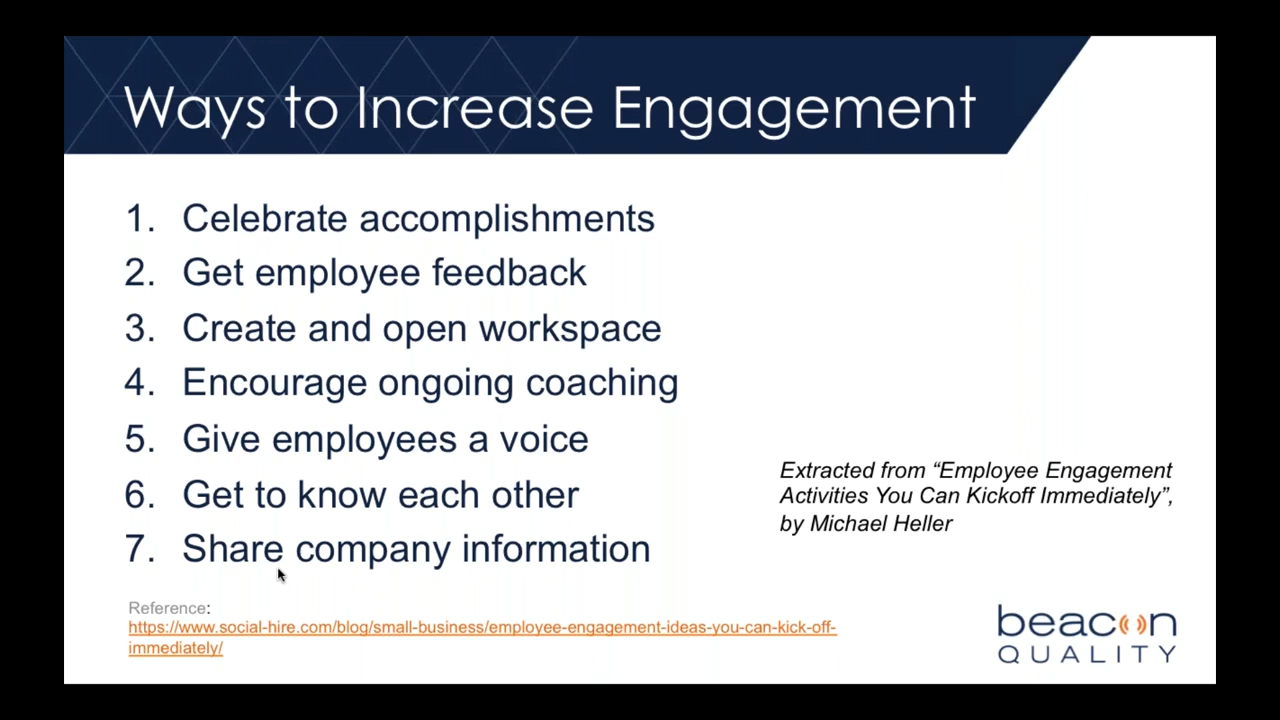 Ways to Increase Engagement
1. Celebrate accomplishments
2. Get employee feedback
3. Create and open workspace
4. Encourage ongoing coaching
5. Give employees a voice
6. Get to know each other
7. Share company information
Extracted from “Employee Engagement
Activities You Can Kickoff Immediately”,
by Michael Heller
Reference:
https://www.social-hire.com/blog/small-business/employee-engagement-ideas-you-can-kick-off-
immediately/
beacon
QUALITY